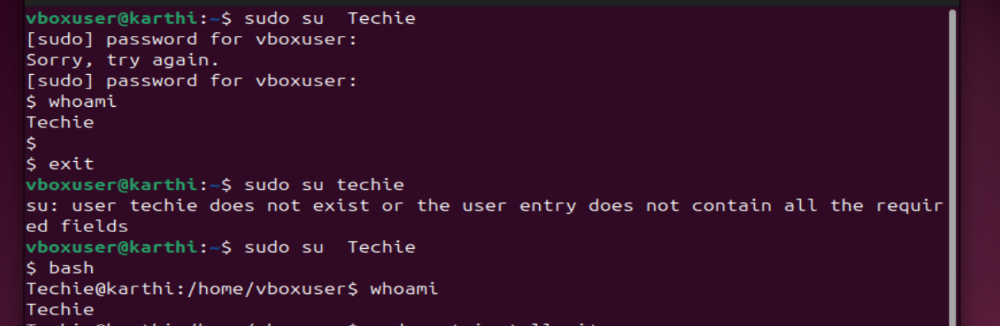 vboxuser@karthi:~$ sudo su  Techie
[sudo] password for vboxuser:
Sorry, try again.
[sudo] password for vboxuser:
$ whoami
Techie
$
$ exit
vboxuser@karthi:~$ sudo su techie
su: user techie does not exist or the user entry does not contain all the requir
ed fields
vboxuser@karthi:~$ sudo su  Techie
$ bash
Techie@karthi:/home/vboxuser$ whoami
Techie